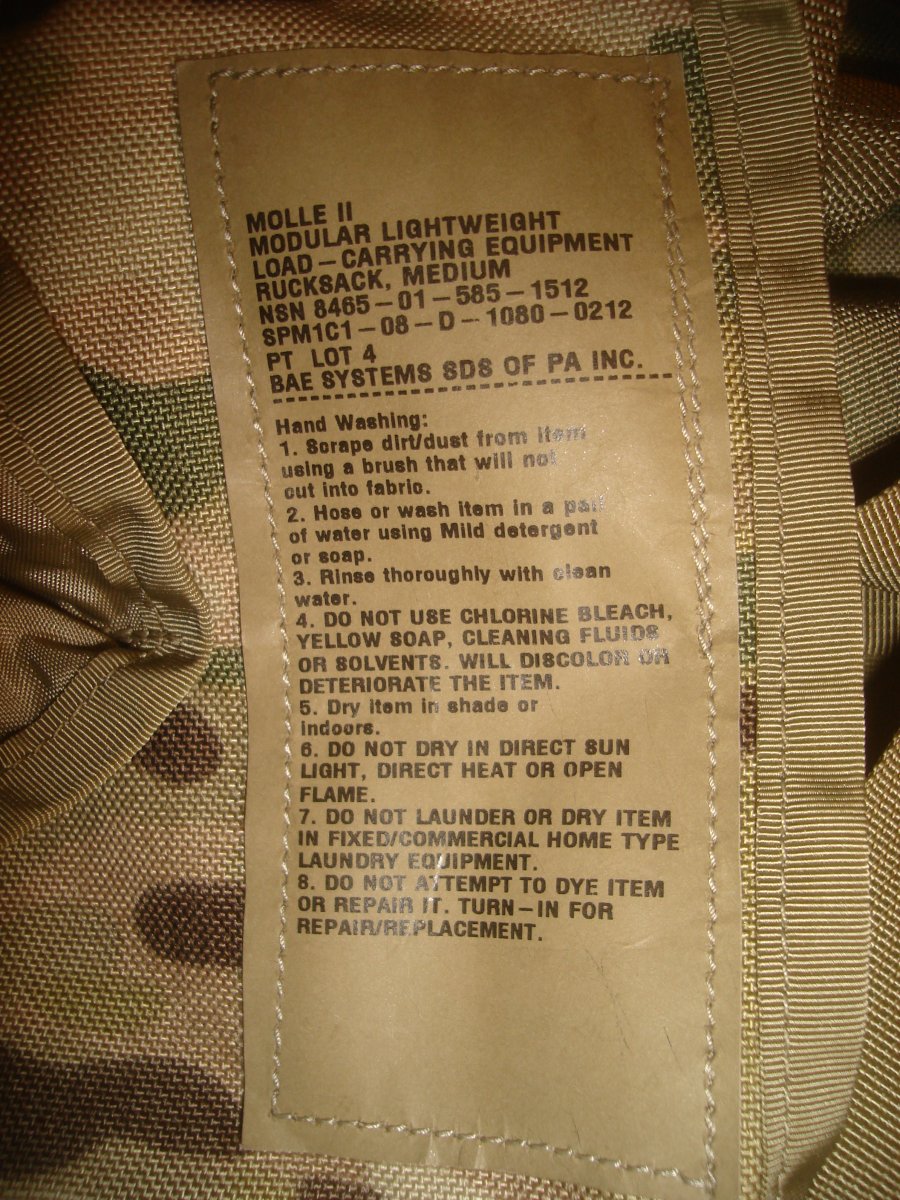 MOLLE II
MODULAR LIGHTWEIGHT
LOAD-CARRYING EQUIPMENT
RUCKSACK, MEDIUM
NSN 8465-01-585-1512
SPM1C1-08-D-1080-0212
PT LOT 4
BAE SYSTEMS SDS OF PA INC.
Hand Washing:
1. Scrape dirt/dust from item
using a brush that will not
cut into fabric.
2. Hose or wash item in a pail
of water using Mild detergent
or soap.
3. Rinse thoroughly with clean
water.
4. DO NOT USE CHLORINE BLEACH,
YELLOW SOAP, CLEANING FLUIDS
OR SOLVENTS. WILL DISCOLOR OR
DETERIORATE THE ITEM.
5. Dry item in shade or
indoors.
6. DO NOT DRY IN DIRECT SUN
LIGHT, DIRECT HEAT OR OPEN
FLAME.
7. DO NOT LAUNDER OR DRY ITEM
IN FIXED/COMMERCIAL HOME TYPE
LAUNDRY EQUIPMENT.
8. DO NOT ATTEMPT TO DYE ITEM
OR REPAIR IT. TURN-IN FOR
REPAIR/REPLACEMENT.